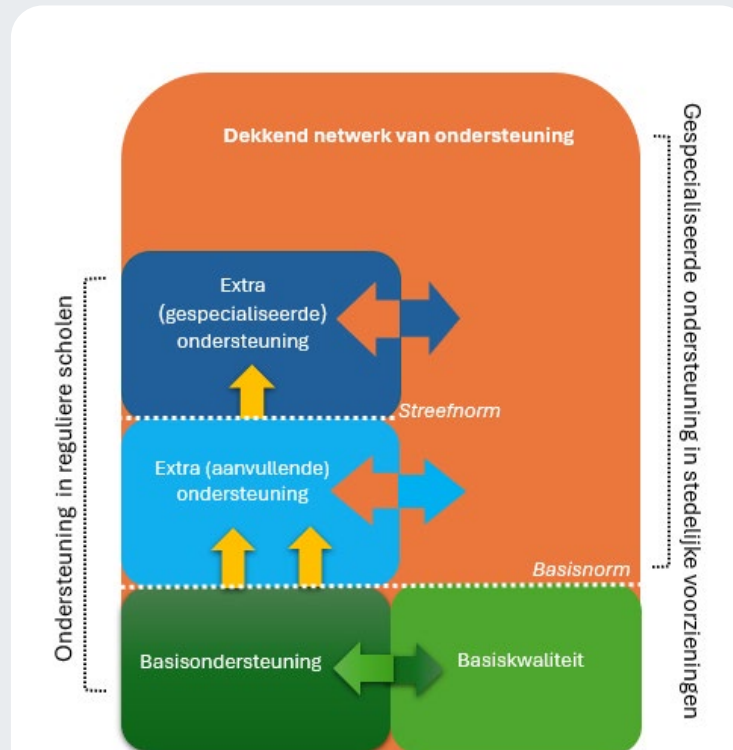 Dekkend netwerk van ondersteuning
Extra
(gespecialiseerde)
ondersteuning
Streefnorm
Extra (aanvullende)
ondersteuning
Basisnorm
Basisondersteuning
Basiskwaliteit
Ondersteuning in reguliere scholen
Gespecialiseerde ondersteuning in stedelijke voorzieningen